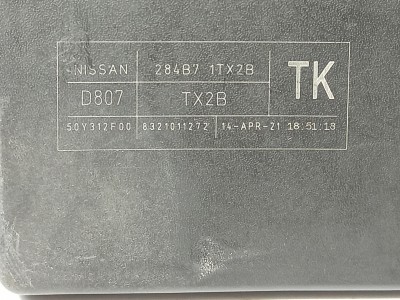 NISSAN 284B7 1TX2B TK
D807 TX2B
50Y312F00 8321011272 14-APR-21 18:51:13